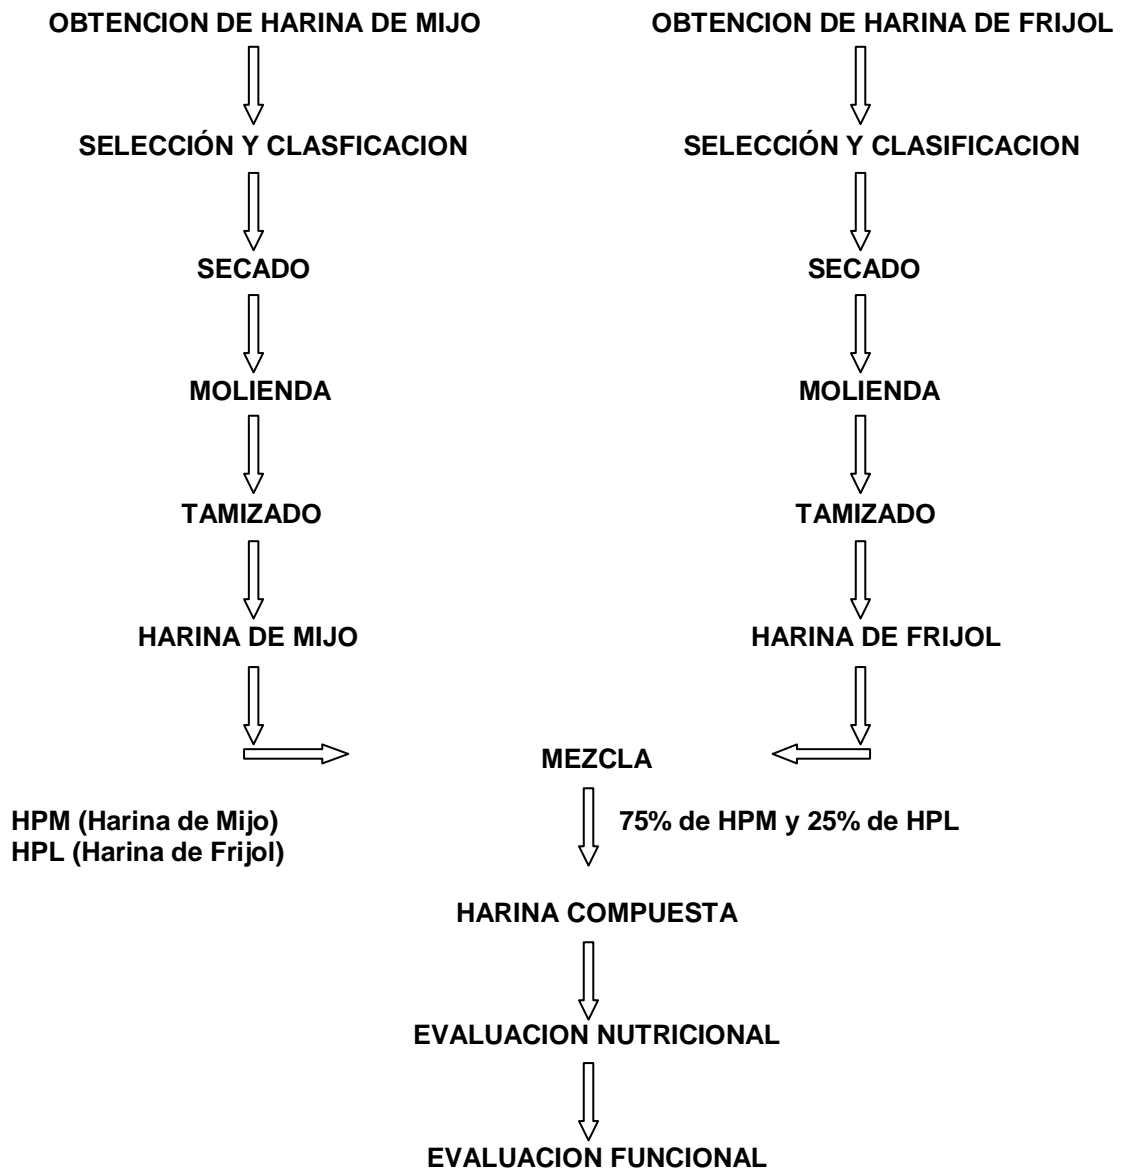 OBTENCION DE HARINA DE MIJO
OBTENCION DE HARINA DE FRIJOL
SELECCIÓN Y CLASFICACION
SELECCIÓN Y CLASIFICACION
SECADO
SECADO
MOLIENDA
MOLIENDA
TAMIZADO
TAMIZADO
HARINA DE MIJO
HARINA DE FRIJOL
MEZCLA
HPM (Harina de Mijo)
HPL (Harina de Frijol)
75% de HPM y 25% de HPL
HARINA COMPUESTA
EVALUACION NUTRICIONAL
EVALUACION FUNCIONAL